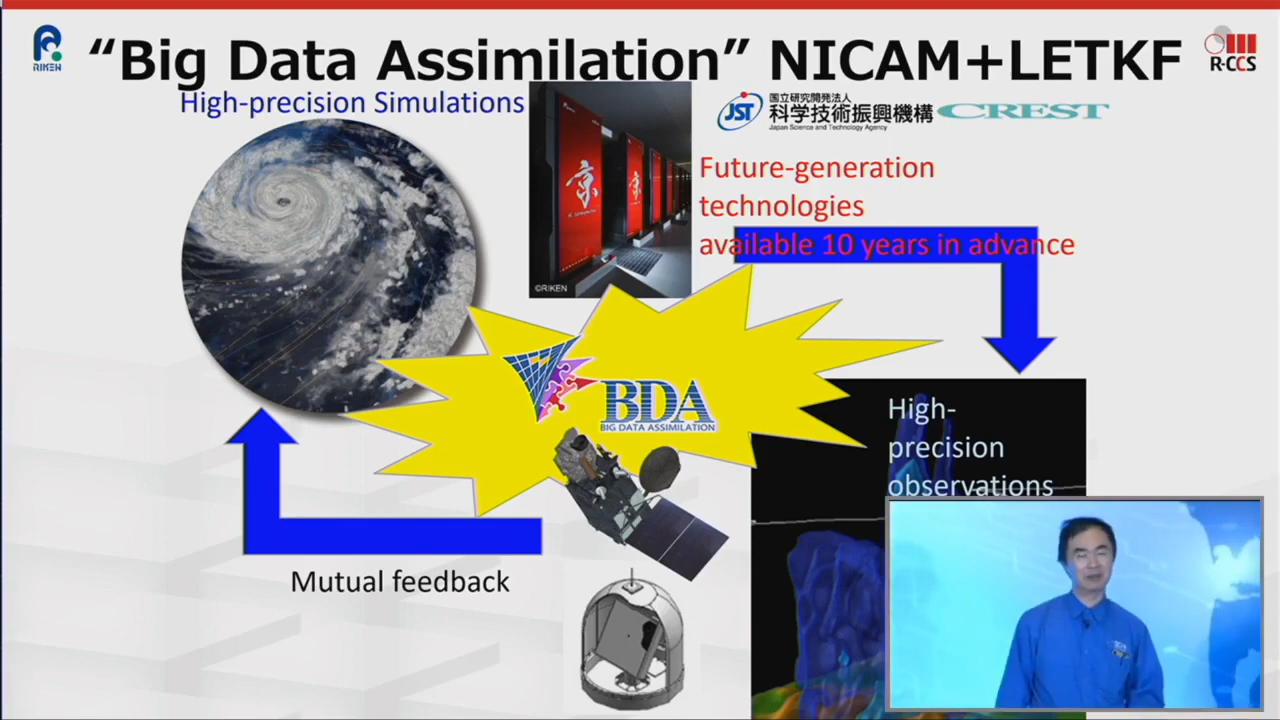 RIKEN
“Big Data Assimilation” NICAM+LETKF
R-CCS
High-precision Simulations
JST
国立研究開発法人
科学技術振興機構
Japan Science and Technology Agency
CREST
京
©RIKEN
Future-generation
technologies
available 10 years in advance
BDA
BIG DATA ASSIMILATION
High-
precision
observations
Mutual feedback